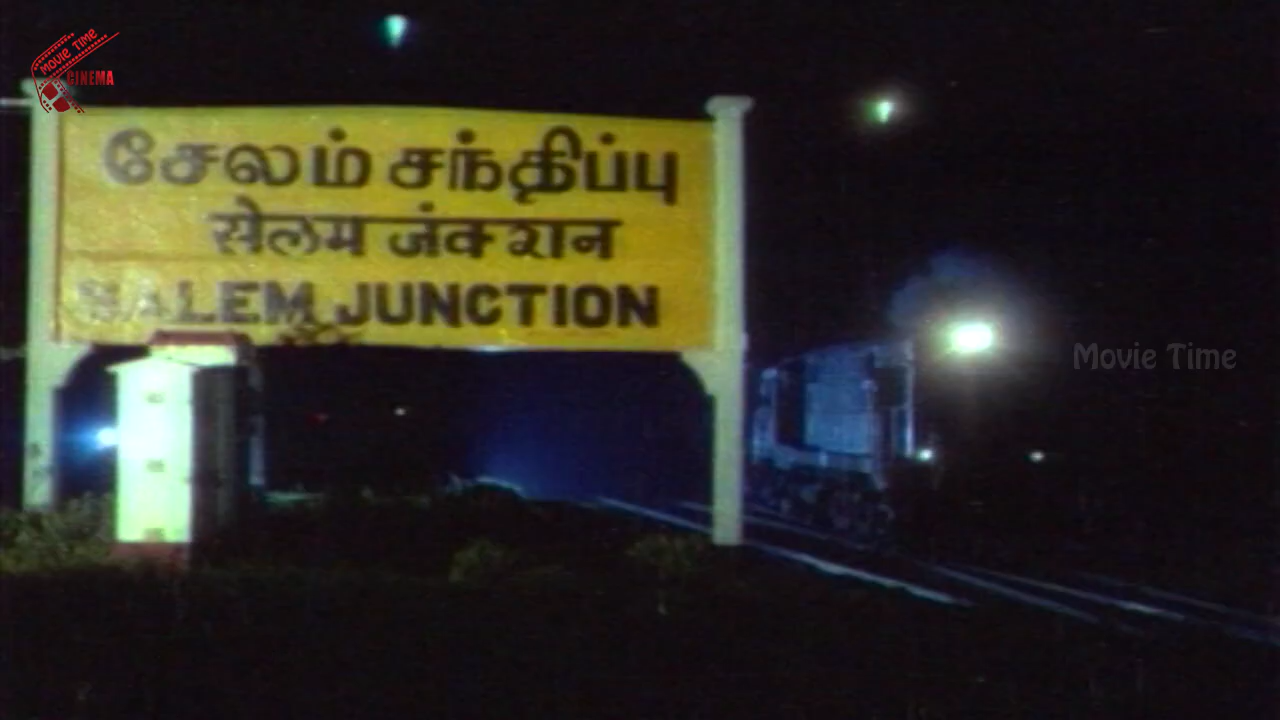 MOVIE TIME
CINEMA
சேலம் சந்திப்பு
सेलम जंक्शन
SALEM JUNCTION
Movie Time